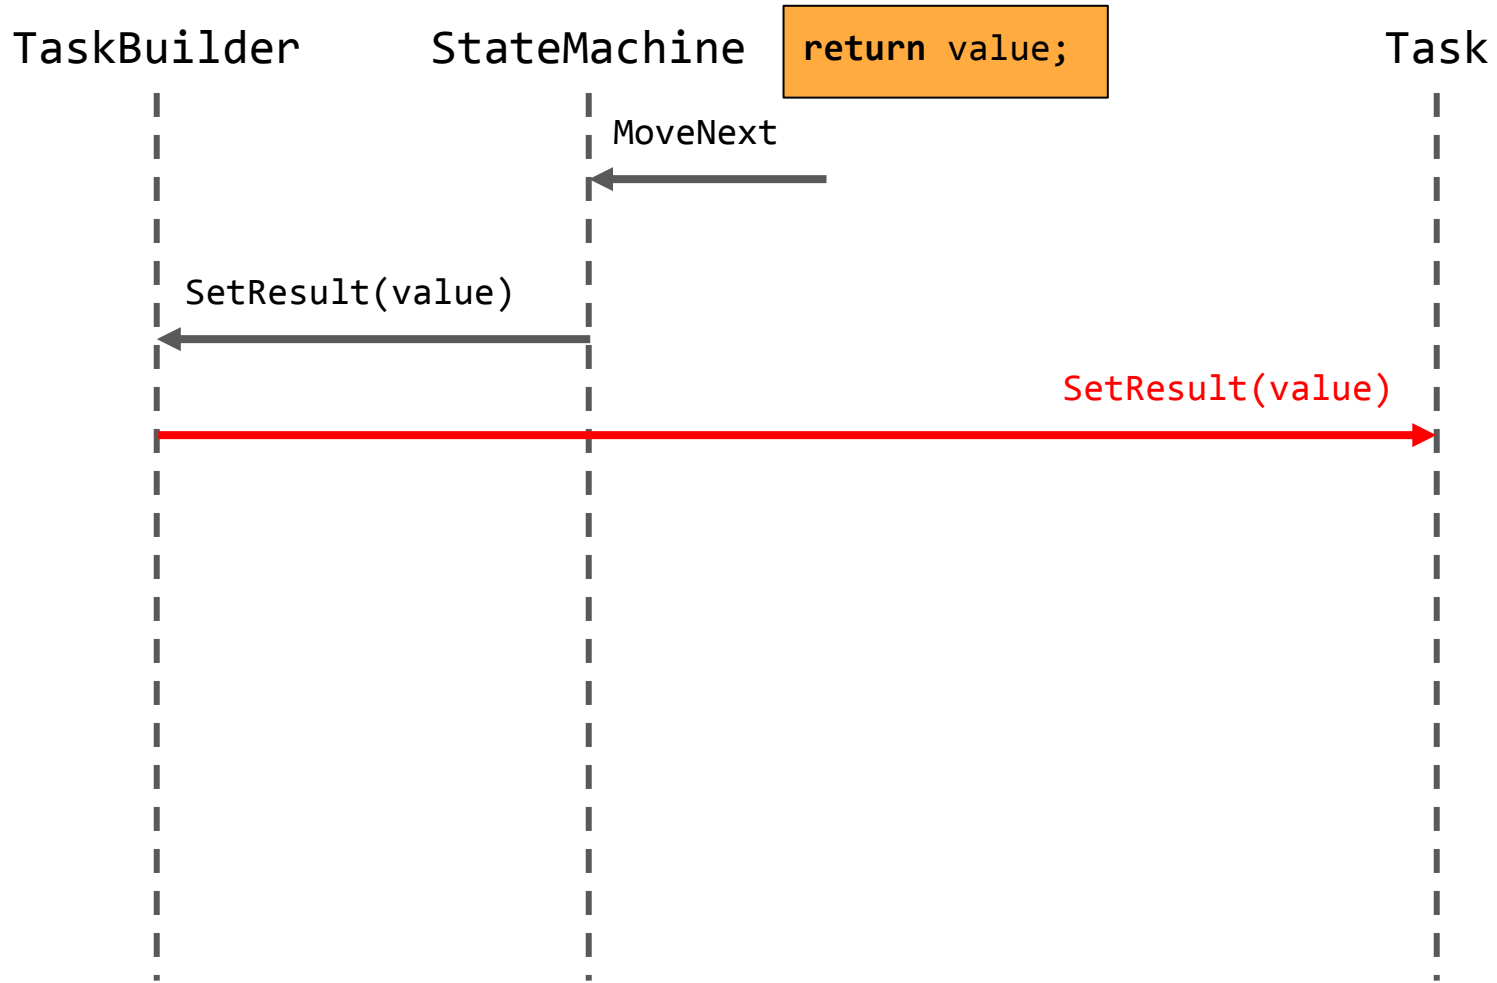 TaskBuilder
StateMachine
return value;
Task
MoveNext
SetResult(value)
SetResult(value)